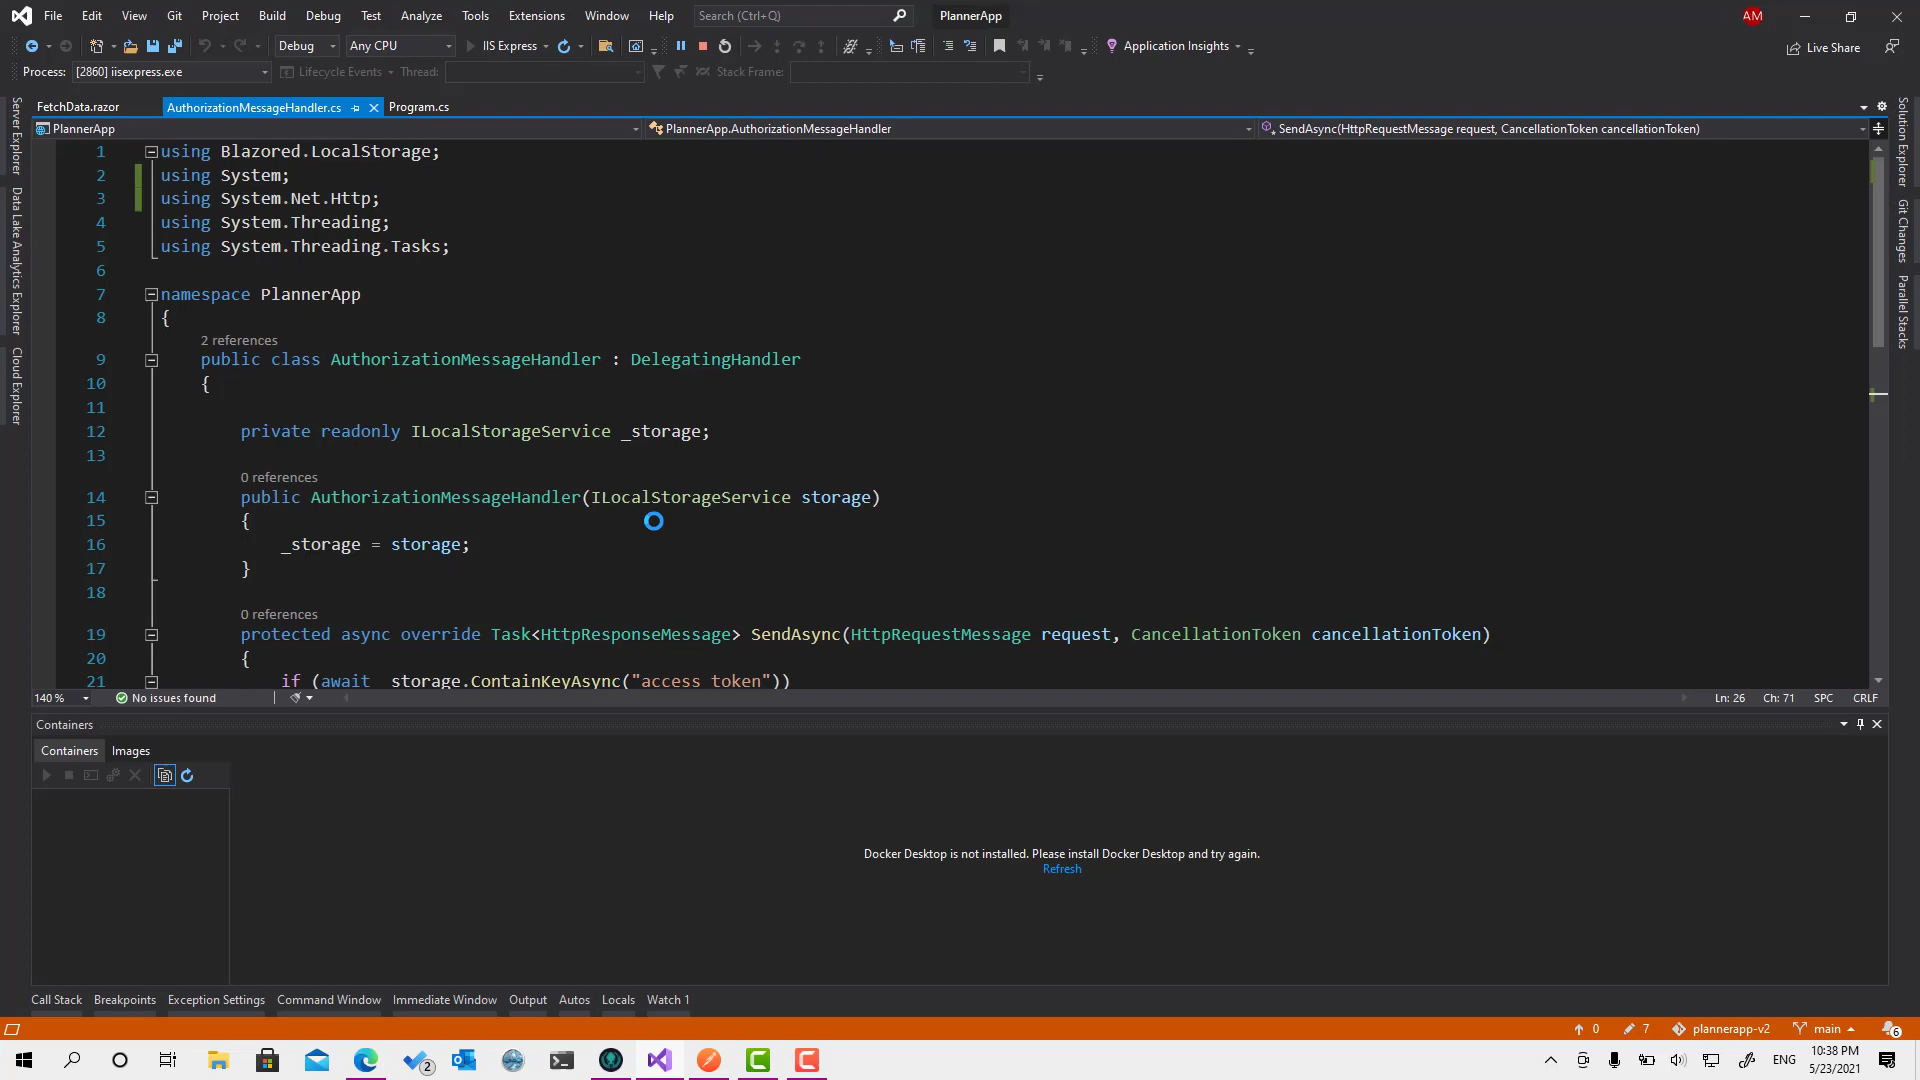 File Edit View Git Project Build Debug Test Analyze Tools Extensions Window Help Search (Ctrl+Q) PlannerApp AM
Debug Any CPU IIS Express Application Insights Live Share
Process: [2860] iisexpress.exe Lifecycle Events Thread: Stack Frame:
FetchData.razor AuthorizationMessageHandler.cs Program.cs
PlannerApp PlannerApp.AuthorizationMessageHandler SendAsync(HttpRequestMessage request, CancellationToken cancellationToken)
Server Explorer
Data Lake Analytics Explorer
Cloud Explorer
1 using Blazored.LocalStorage;
2 using System;
3 using System.Net.Http;
4 using System.Threading;
5 using System.Threading.Tasks;
6
7 namespace PlannerApp
8 {
2 references
9 public class AuthorizationMessageHandler : DelegatingHandler
10 {
11
12 private readonly ILocalStorageService _storage;
13
0 references
14 public AuthorizationMessageHandler(ILocalStorageService storage)
15 {
16 _storage = storage;
17 }
18
0 references
19 protected async override Task<HttpResponseMessage> SendAsync(HttpRequestMessage request, CancellationToken cancellationToken)
20 {
21 if (await _storage.ContainKeyAsync("access_token"))
Solution Explorer
Git Changes
Parallel Stacks
140 % No issues found Ln: 26 Ch: 71 SPC CRLF
Containers
Containers Images
Docker Desktop is not installed. Please install Docker Desktop and try again.
Refresh
Call Stack Breakpoints Exception Settings Command Window Immediate Window Output Autos Locals Watch 1
0 7 plannerapp-v2 main 6
2 ENG 10:38 PM
5/23/2021